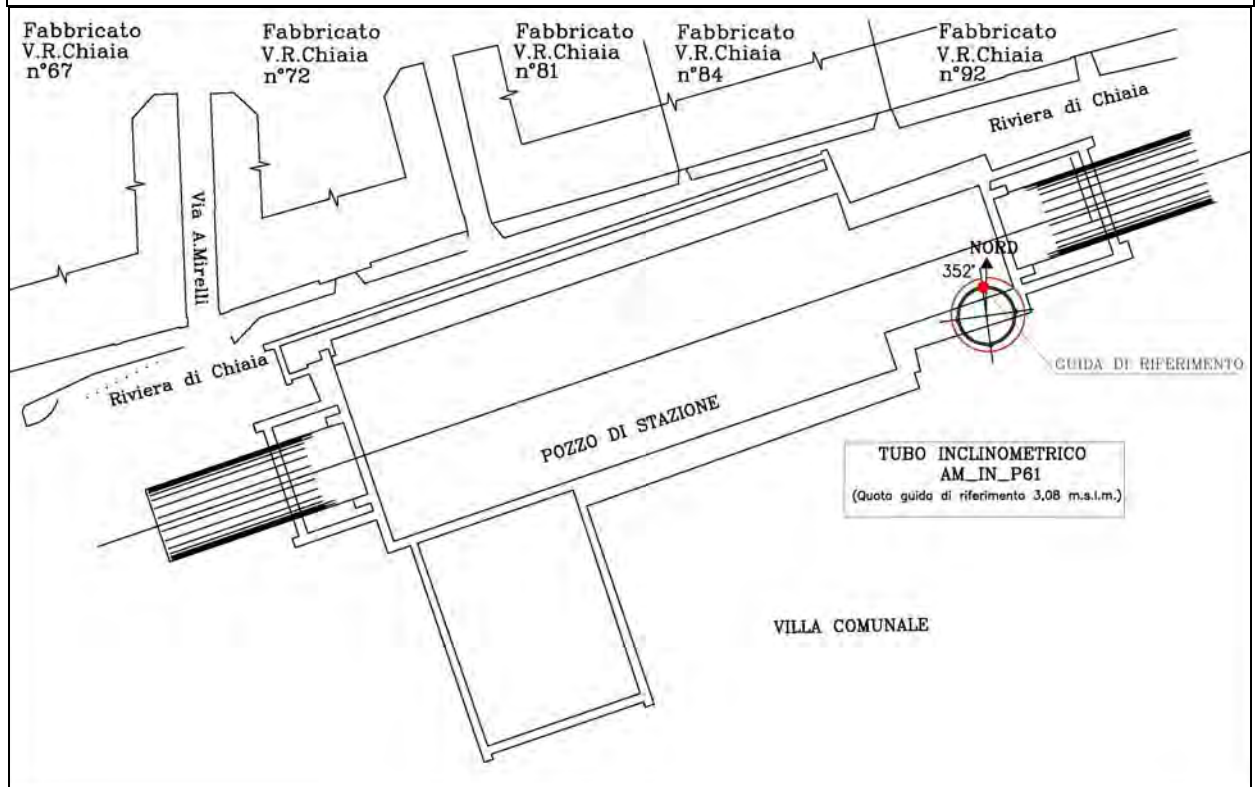 Fabbricato
V.R.Chiaia
n°67
Fabbricato
V.R.Chiaia
n°72
Fabbricato
V.R.Chiaia
n°81
Fabbricato
V.R.Chiaia
n°84
Fabbricato
V.R.Chiaia
n°92
Riviera di Chiaia
Via A.Mirelli
NORD
352°
GUIDA DI RIFERIMENTO
Riviera di Chiaia
POZZO DI STAZIONE
TUBO INCLINOMETRICO
AM_IN_P61
(Quota guida di riferimento 3,08 m.s.l.m.)
VILLA COMUNALE